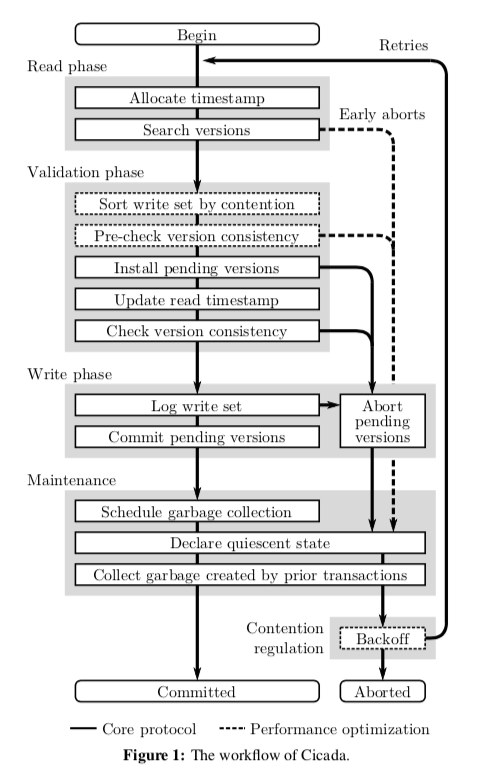 Begin
Retries
Read phase
Allocate timestamp
Search versions
Early aborts
Validation phase
Sort write set by contention
Pre-check version consistency
Install pending versions
Update read timestamp
Check version consistency
Write phase
Log write set
Commit pending versions
Abort
pending
versions
Maintenance
Schedule garbage collection
Declare quiescent state
Collect garbage created by prior transactions
Contention
regulation
Backoff
Committed
Aborted
Core protocol
Performance optimization
Figure 1: The workflow of Cicada.